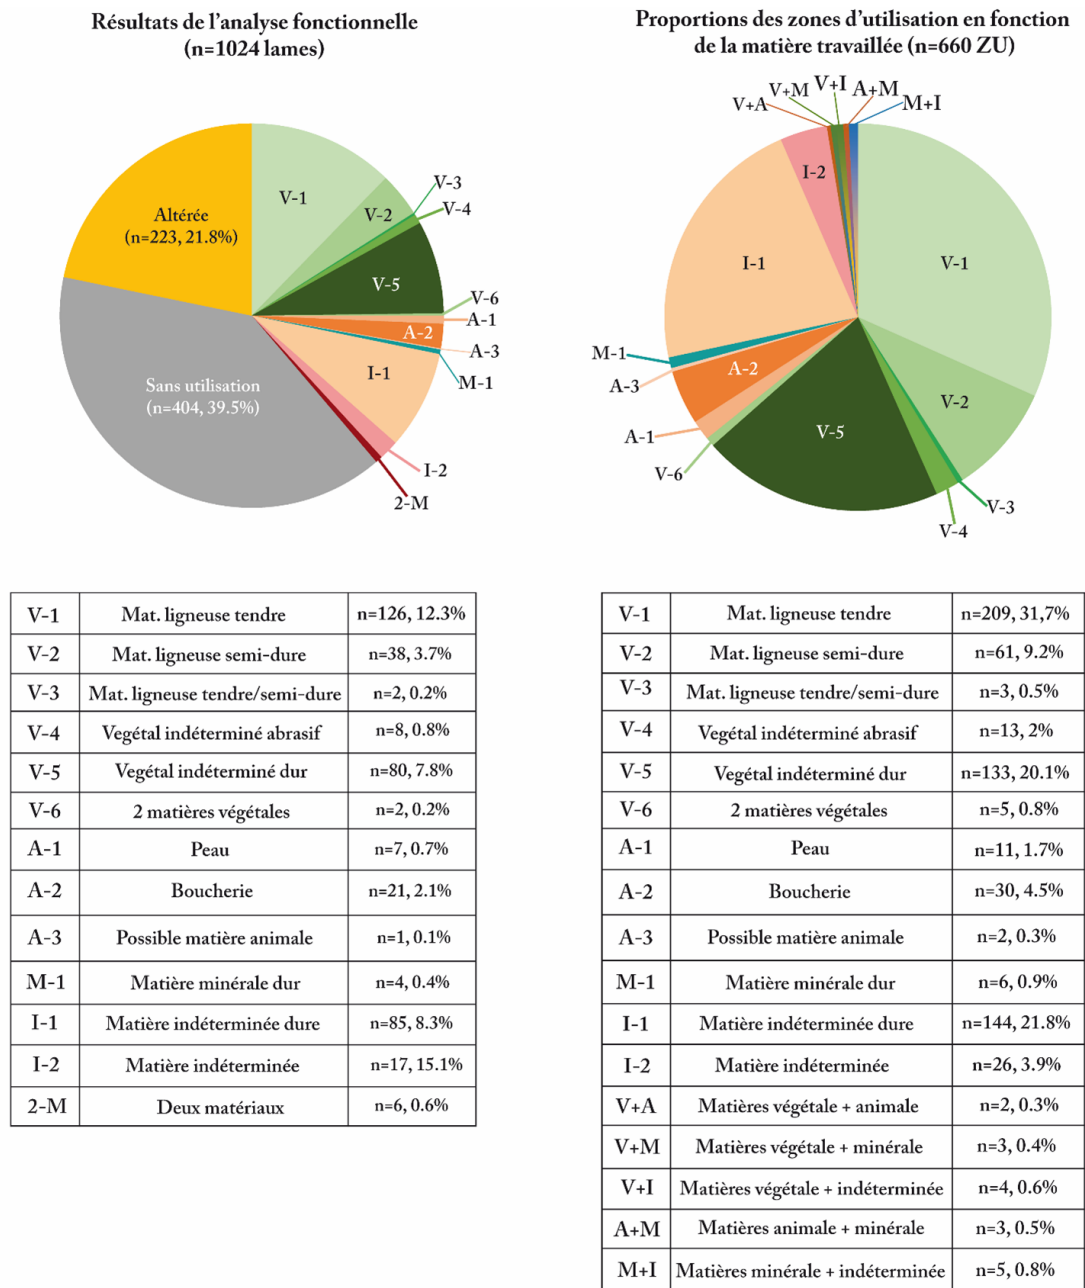 Résultats de l'analyse fonctionnelle
(n=1024 lames)
V-1
V-2
V-3
V-4
V-5
V-6
A-1
A-2
A-3
M-1
I-1
I-2
2-M
Sans utilisation
(n=404, 39.5%)
Altérée
(n=223, 21.8%)
Proportions des zones d'utilisation en fonction
de la matière travaillée (n=660 ZU)
V+A
V+M
V+I
A+M
M+I
V-1
V-2
V-3
V-4
V-5
V-6
A-1
A-2
A-3
M-1
I-1
I-2
V-1 Mat. ligneuse tendre n=126, 12.3%
V-2 Mat. ligneuse semi-dure n=38, 3.7%
V-3 Mat. ligneuse tendre/semi-dure n=2, 0.2%
V-4 Vegétal indéterminé abrasif n=8, 0.8%
V-5 Vegétal indéterminé dur n=80, 7.8%
V-6 2 matières végétales n=2, 0.2%
A-1 Peau n=7, 0.7%
A-2 Boucherie n=21, 2.1%
A-3 Possible matière animale n=1, 0.1%
M-1 Matière minérale dur n=4, 0.4%
I-1 Matière indéterminée dure n=85, 8.3%
I-2 Matière indéterminée n=17, 15.1%
2-M Deux matériaux n=6, 0.6%
V-1 Mat. ligneuse tendre n=209, 31,7%
V-2 Mat. ligneuse semi-dure n=61, 9.2%
V-3 Mat. ligneuse tendre/semi-dure n=3, 0.5%
V-4 Vegétal indéterminé abrasif n=13, 2%
V-5 Vegétal indéterminé dur n=133, 20.1%
V-6 2 matières végétales n=5, 0.8%
A-1 Peau n=11, 1.7%
A-2 Boucherie n=30, 4.5%
A-3 Possible matière animale n=2, 0.3%
M-1 Matière minérale dur n=6, 0.9%
I-1 Matière indéterminée dure n=144, 21.8%
I-2 Matière indéterminée n=26, 3.9%
V+A Matières végétale + animale n=2, 0.3%
V+M Matières végétale + minérale n=3, 0.4%
V+I Matières végétale + indéterminée n=4, 0.6%
A+M Matières animale + minérale n=3, 0.5%
M+I Matières minérale + indéterminée n=5, 0.8%